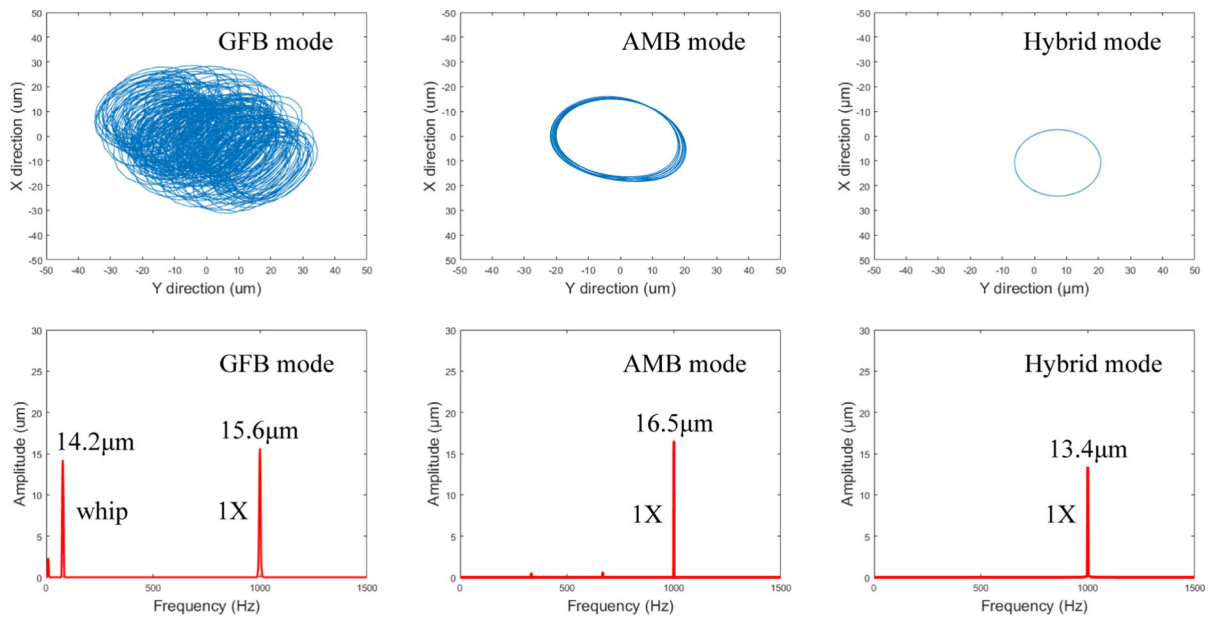 GFB mode
50
40
30
20
10
0
-10
-20
-30
-40
-50
X direction (um)
-50 -40 -30 -20 -10 0 10 20 30 40 50
Y direction (um)
AMB mode
-50
-40
-30
-20
-10
0
10
20
30
40
50
X direction (um)
-50 -40 -30 -20 -10 0 10 20 30 40 50
Y direction (um)
Hybrid mode
-50
-40
-30
-20
-10
0
10
20
30
40
50
X direction (μm)
-50 -40 -30 -20 -10 0 10 20 30 40 50
Y direction (μm)
GFB mode
30
25
20
15
10
5
0
Amplitude (μm)
14.2μm
15.6μm
whip
1X
0 500 1000 1500
Frequency (Hz)
AMB mode
30
25
20
15
10
5
0
Amplitude (μm)
16.5μm
1X
0 500 1000 1500
Frequency (Hz)
Hybrid mode
30
25
20
15
10
5
0
Amplitude (μm)
13.4μm
1X
0 500 1000 1500
Frequency (Hz)